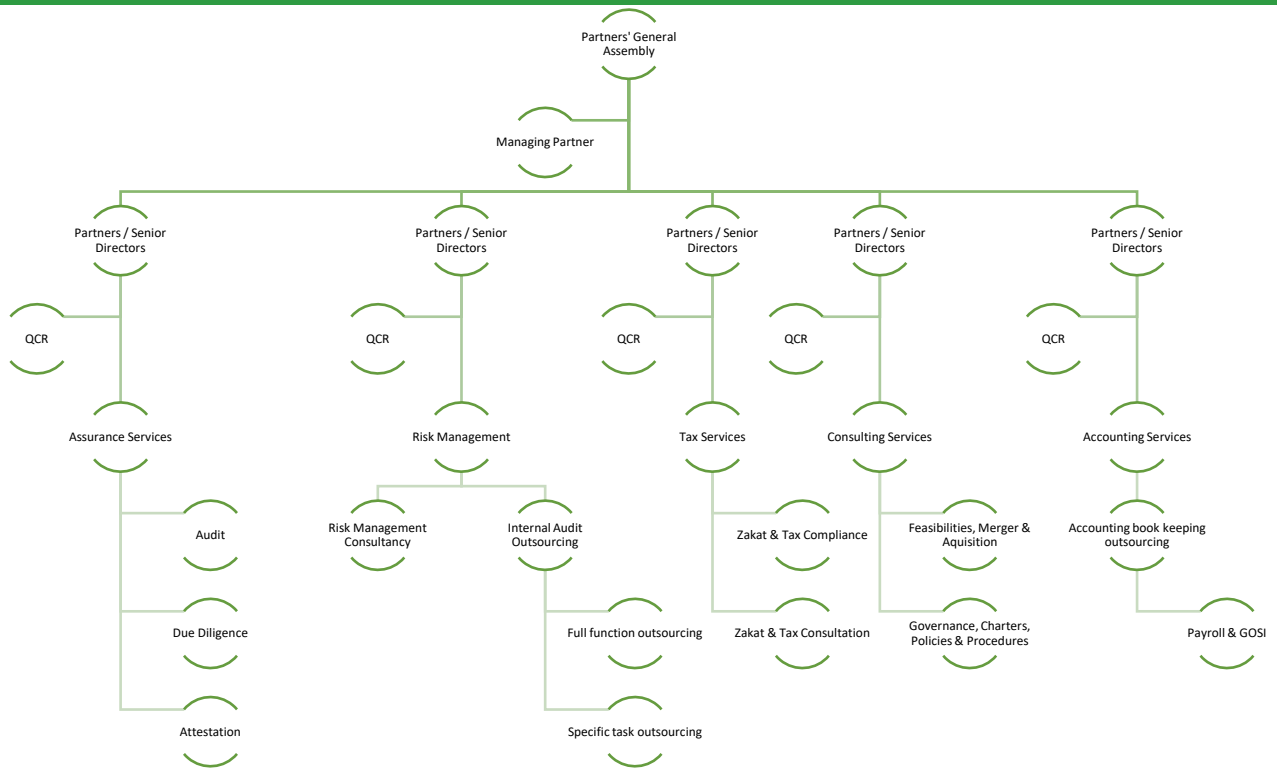 Partners' General
Assembly
Managing Partner
Partners / Senior
Directors
Partners / Senior
Directors
Partners / Senior
Directors
Partners / Senior
Directors
Partners / Senior
Directors
QCR
QCR
QCR
QCR
QCR
Assurance Services
Risk Management
Tax Services
Consulting Services
Accounting Services
Audit
Risk Management
Consultancy
Internal Audit
Outsourcing
Zakat & Tax Compliance
Feasibilities, Merger &
Aquisition
Accounting book keeping
outsourcing
Due Diligence
Full function outsourcing
Zakat & Tax Consultation
Governance, Charters,
Policies & Procedures
Payroll & GOSI
Attestation
Specific task outsourcing